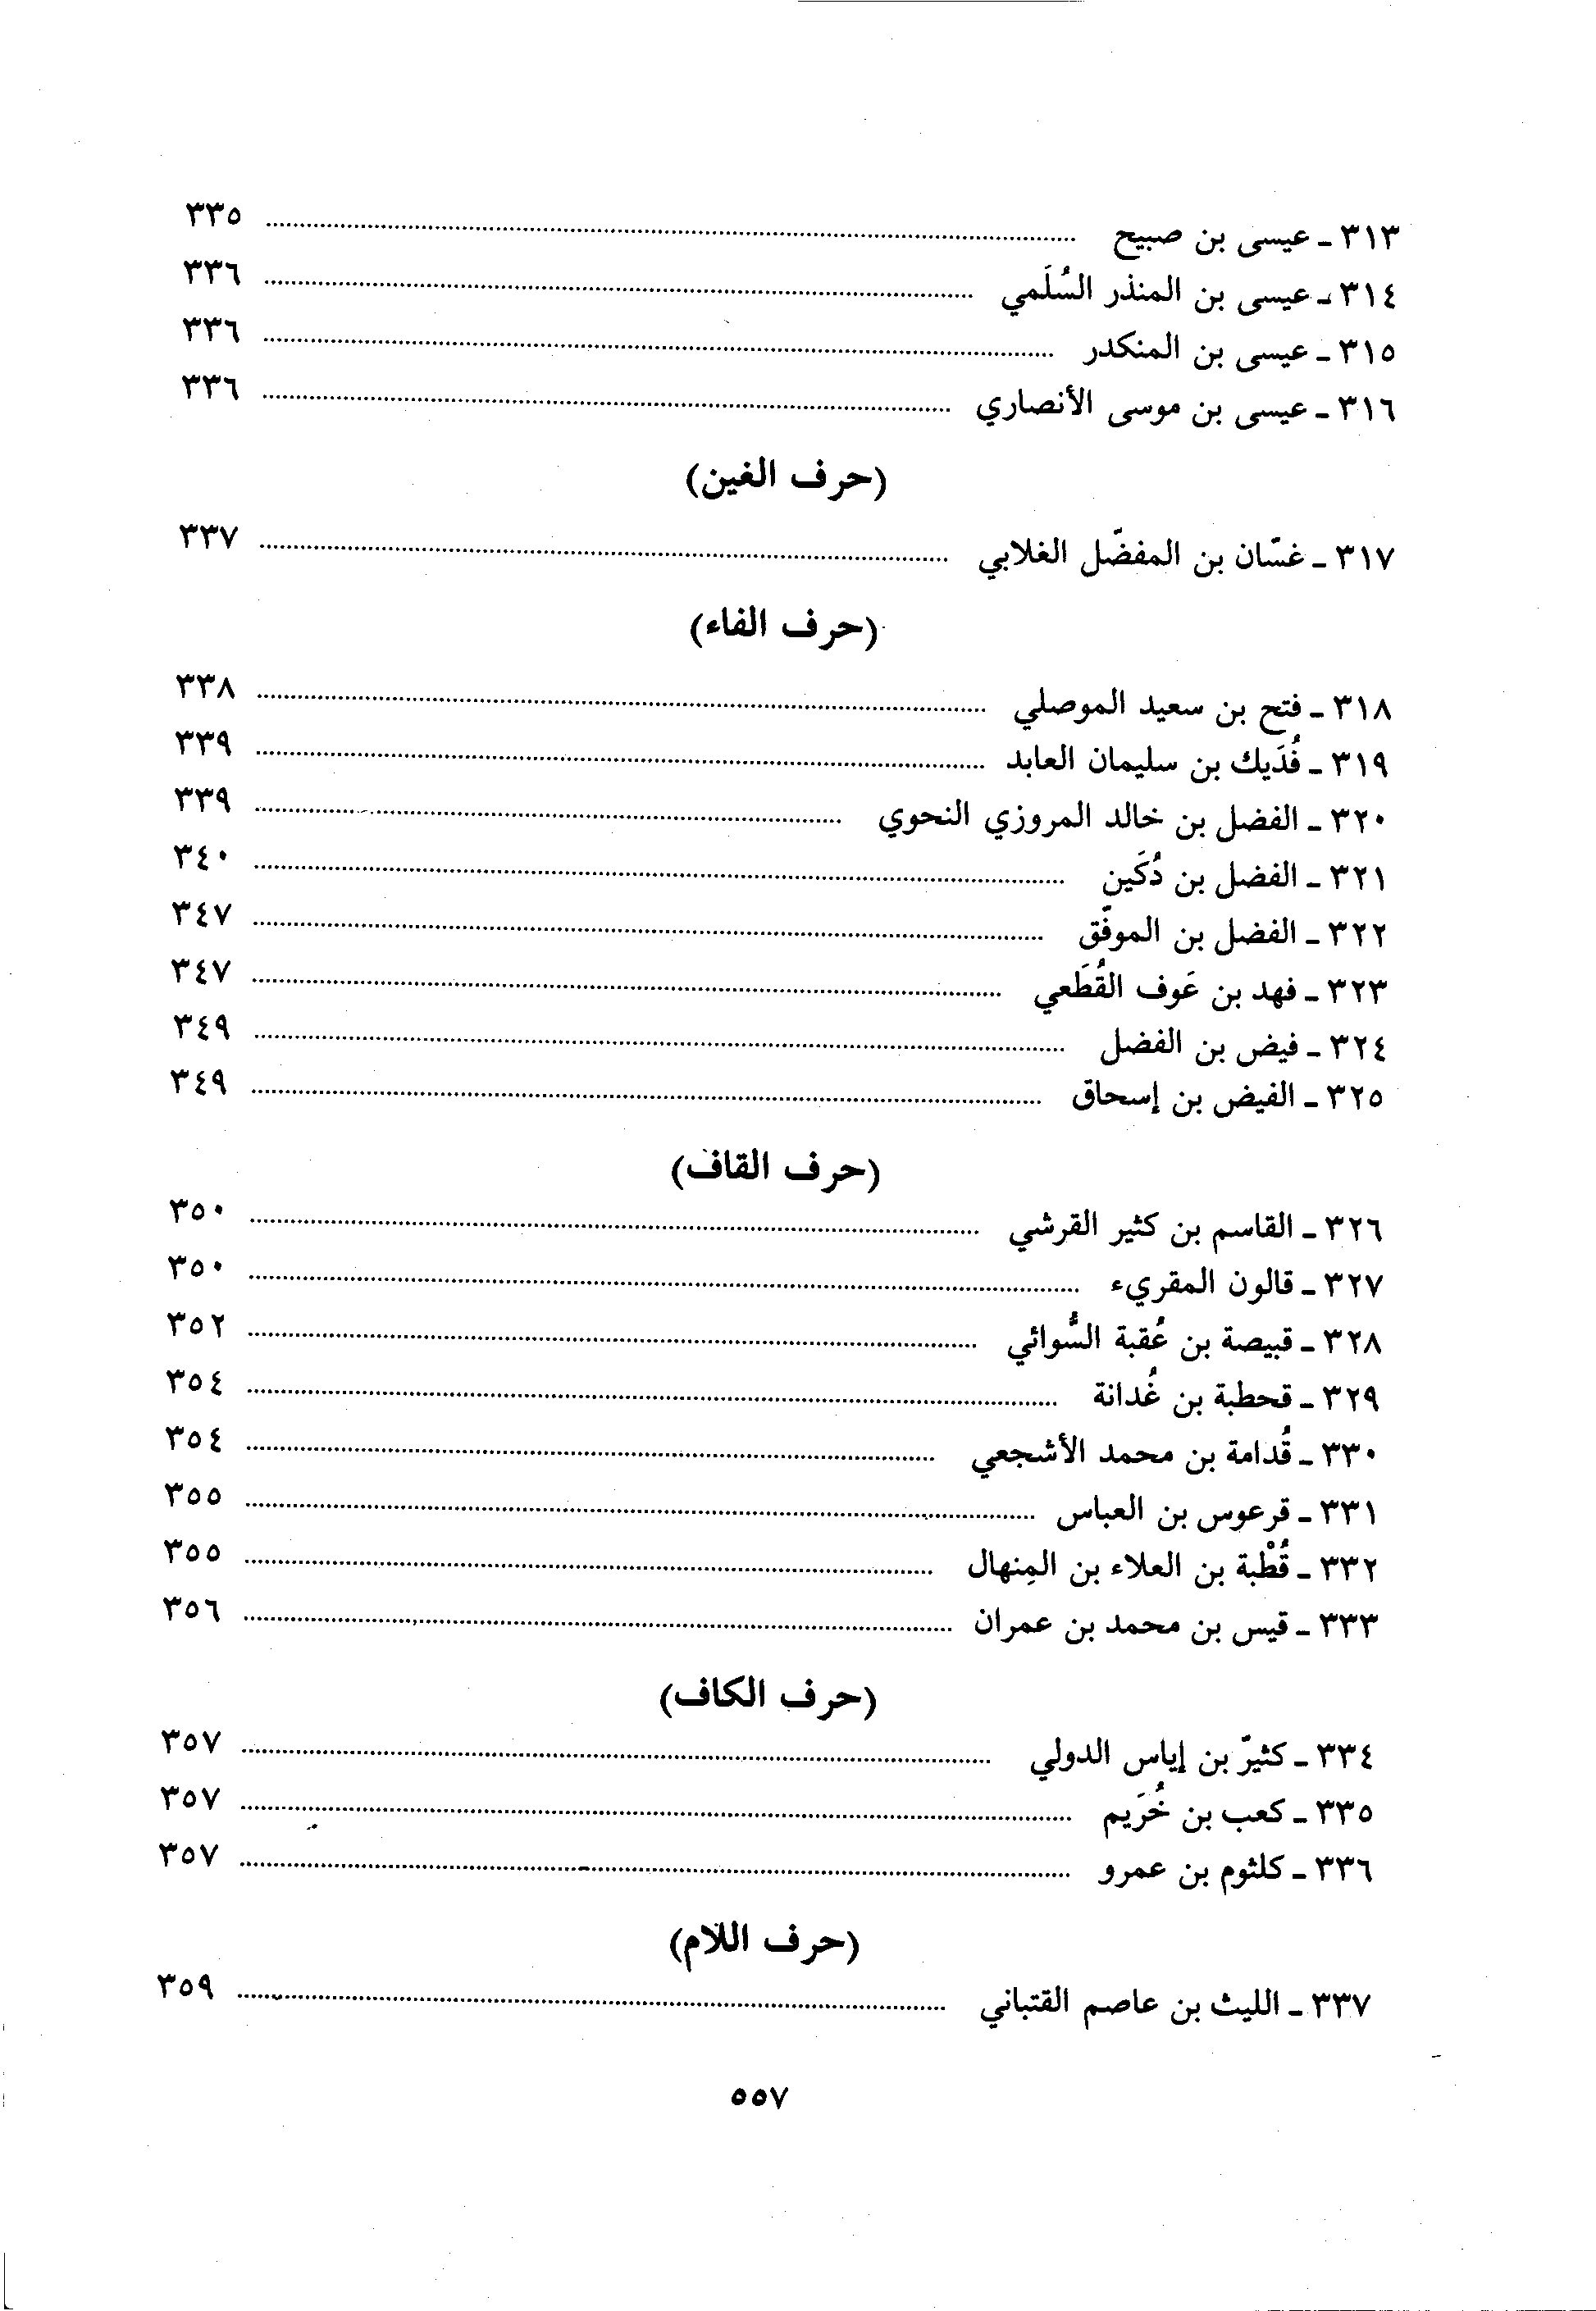 ٣١٣ ـ عيسى بن صبيح ........ ٣٣٥
٣١٤ ـ عيسى بن المنذر السُلَمي ........ ٣٣٦
٣١٥ ـ عيسى بن المنكدر ........ ٣٣٦
٣١٦ ـ عيسى بن موسى الأنصاري ........ ٣٣٦
(حرف الغين)
٣١٧ ـ غسّان بن المفضّل الغلابي ........ ٣٣٧
(حرف الفاء)
٣١٨ ـ فتح بن سعيد الموصلي ........ ٣٣٨
٣١٩ ـ فُدَيك بن سليمان العابد ........ ٣٣٩
٣٢٠ ـ الفضل بن خالد المروزي النحوي ........ ٣٣٩
٣٢١ ـ الفضل بن دُكَين ........ ٣٤٠
٣٢٢ ـ الفضل بن الموفّق ........ ٣٤٧
٣٢٣ ـ فهد بن عَوف القُطَعي ........ ٣٤٧
٣٢٤ ـ فيض بن الفضل ........ ٣٤٩
٣٢٥ ـ الفيض بن إسحاق ........ ٣٤٩
(حرف القاف)
٣٢٦ ـ القاسم بن كثير القرشي ........ ٣٥٠
٣٢٧ ـ قالون المقريء ........ ٣٥٠
٣٢٨ ـ قبيصة بن عُقبة السُّوائي ........ ٣٥٢
٣٢٩ ـ قحطبة بن غُدانة ........ ٣٥٤
٣٣٠ ـ قُدامة بن محمد الأشجعي ........ ٣٥٤
٣٣١ ـ قرعوس بن العباس ........ ٣٥٥
٣٣٢ ـ قُطْبة بن العلاء بن المِنهال ........ ٣٥٥
٣٣٣ ـ قيس بن محمد بن عمران ........ ٣٥٦
(حرف الكاف)
٣٣٤ ـ كثيرّ بن إياس الدولي ........ ٣٥٧
٣٣٥ ـ كعب بن خُرَيم ........ ٣٥٧
٣٣٦ ـ كلثوم بن عمرو ........ ٣٥٧
(حرف اللام)
٣٣٧ ـ الليث بن عاصم القتباني ........ ٣٥٩
٥٥٧